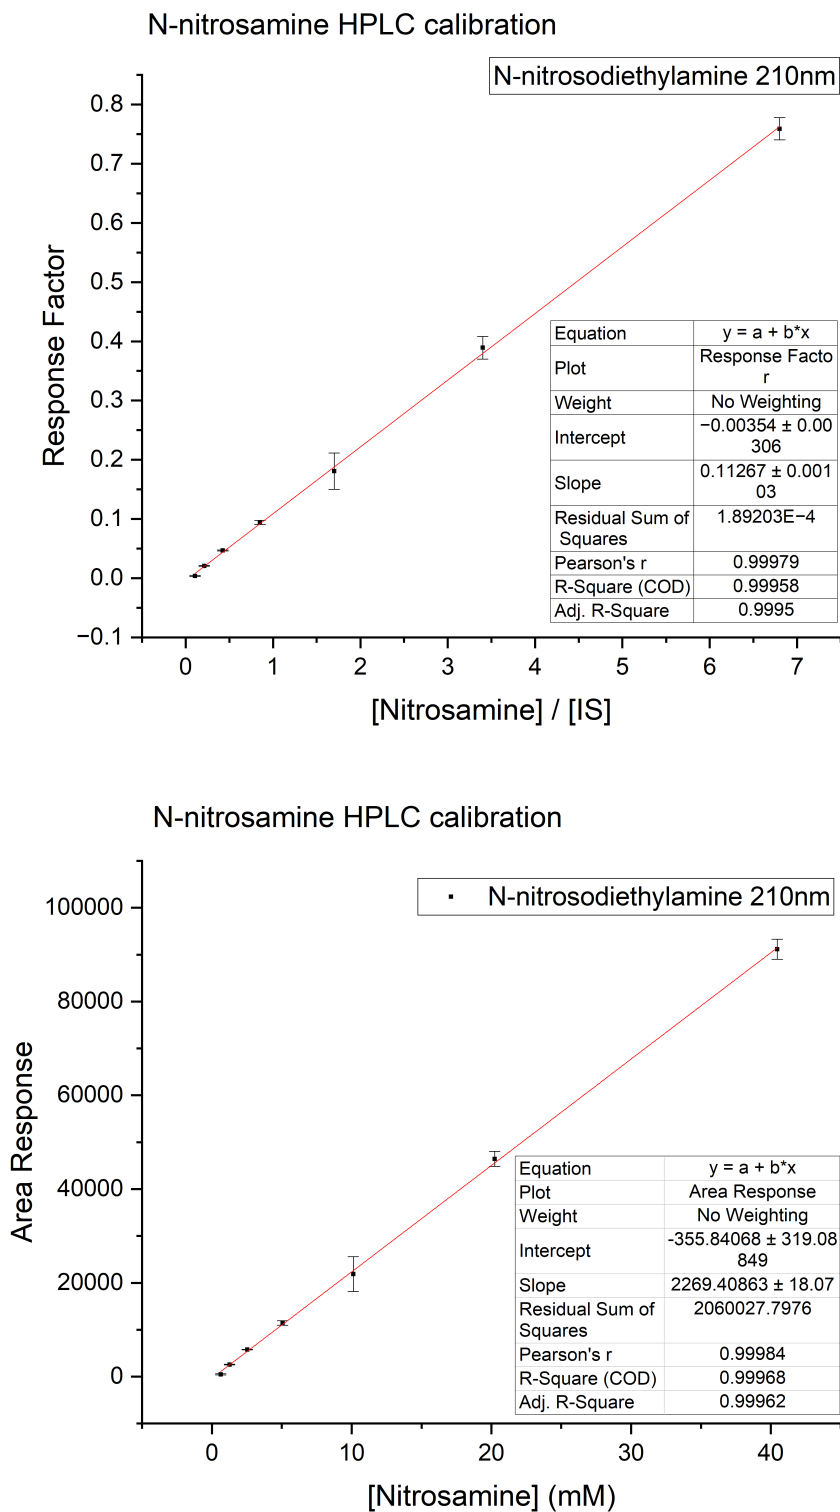 N-nitrosamine HPLC calibration
N-nitrosodiethylamine 210nm
0.8
0.7
0.6
0.5
0.4
0.3
0.2
0.1
0.0
−0.1
Response Factor
Equation y = a + b*x
Plot Response Facto
r
Weight No Weighting
Intercept −0.00354 ± 0.00
306
Slope 0.11267 ± 0.001
03
Residual Sum of 1.89203E−4
Squares
Pearson's r 0.99979
R-Square (COD) 0.99958
Adj. R-Square 0.9995
0 1 2 3 4 5 6 7
[Nitrosamine] / [IS]
N-nitrosamine HPLC calibration
N-nitrosodiethylamine 210nm
100000
80000
60000
40000
20000
0
Area Response
Equation y = a + b*x
Plot Area Response
Weight No Weighting
Intercept -355.84068 ± 319.08
849
Slope 2269.40863 ± 18.07
Residual Sum of 2060027.7976
Squares
Pearson's r 0.99984
R-Square (COD) 0.99968
Adj. R-Square 0.99962
0 10 20 30 40
[Nitrosamine] (mM)